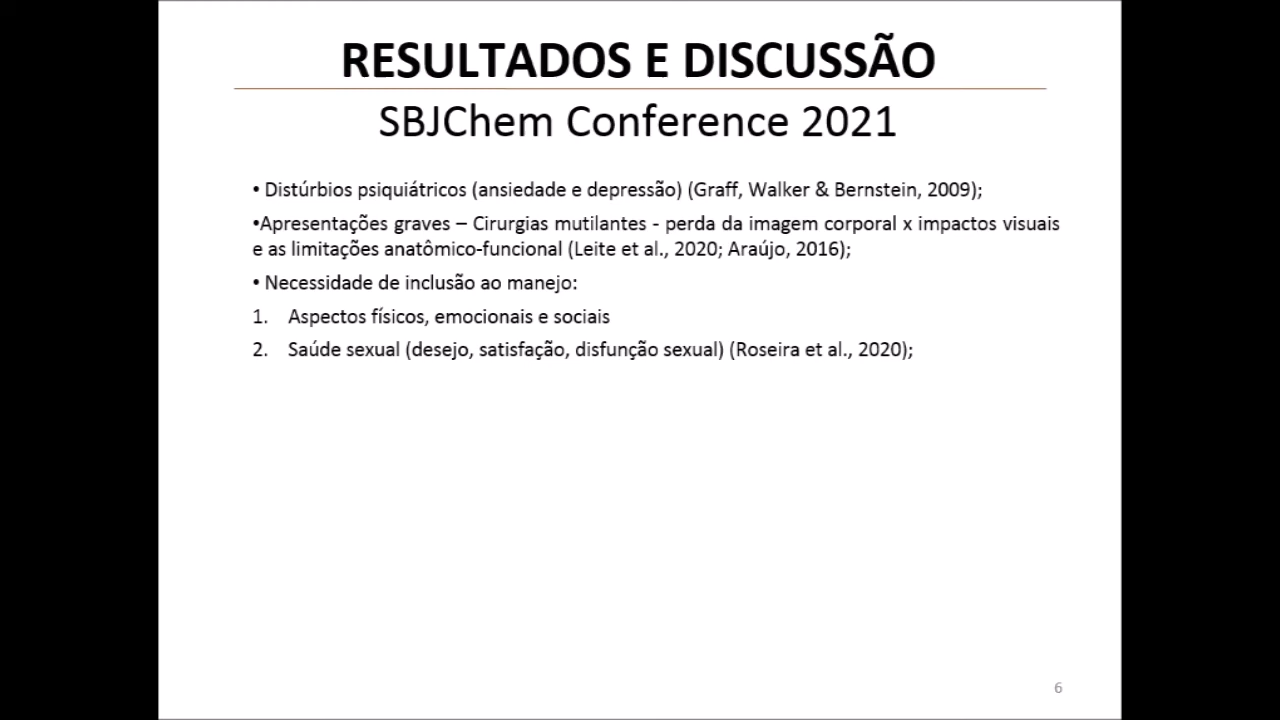 RESULTADOS E DISCUSSÃO
SBJChem Conference 2021
• Distúrbios psiquiátricos (ansiedade e depressão) (Graff, Walker & Bernstein, 2009);
•Apresentações graves – Cirurgias mutilantes - perda da imagem corporal x impactos visuais
e as limitações anatômico-funcional (Leite et al., 2020; Araújo, 2016);
• Necessidade de inclusão ao manejo:
1. Aspectos físicos, emocionais e sociais
2. Saúde sexual (desejo, satisfação, disfunção sexual) (Roseira et al., 2020);
6